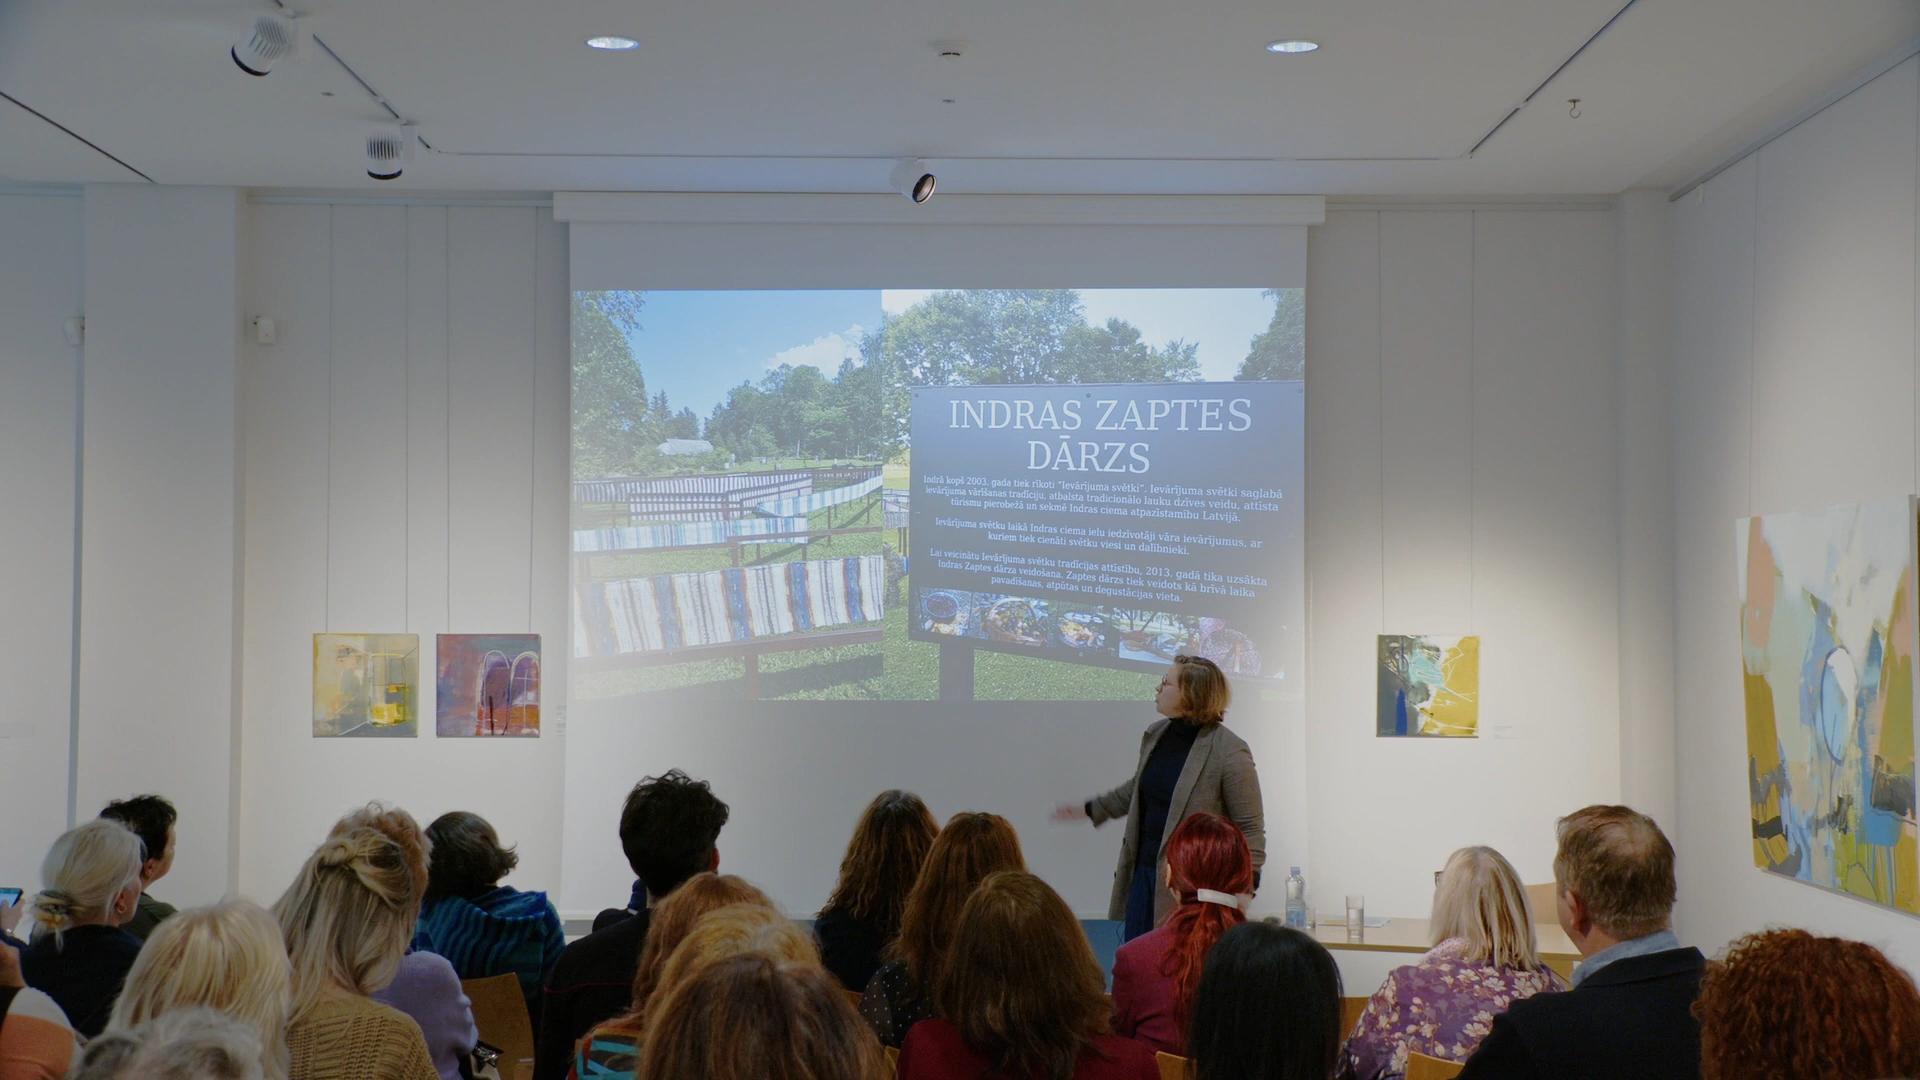 INDRAS ZAPTES
DĀRZS
Indrā kopš 2003. gada tiek rīkoti "Ievārījuma svētki". Ievārījuma svētki saglabā
ievārījuma vārīšanas tradīciju, atbalsta tradicionālo lauku dzīves veidu, attīsta
tūrismu pierobežā un sekmē Indras ciema atpazīstamību Latvijā.
Ievārījuma svētku laikā Indras ciema ielu iedzīvotāji vāra ievārījumus, ar
kuriem tiek cienāti svētku viesi un dalībnieki.
Lai veicinātu Ievārījuma svētku tradīcijas attīstību, 2013. gadā tika uzsākta
Indras Zaptes dārza veidošana. Zaptes dārzs tiek veidots kā brīvā laika
pavadīšanas, atpūtas un degustācijas vieta.